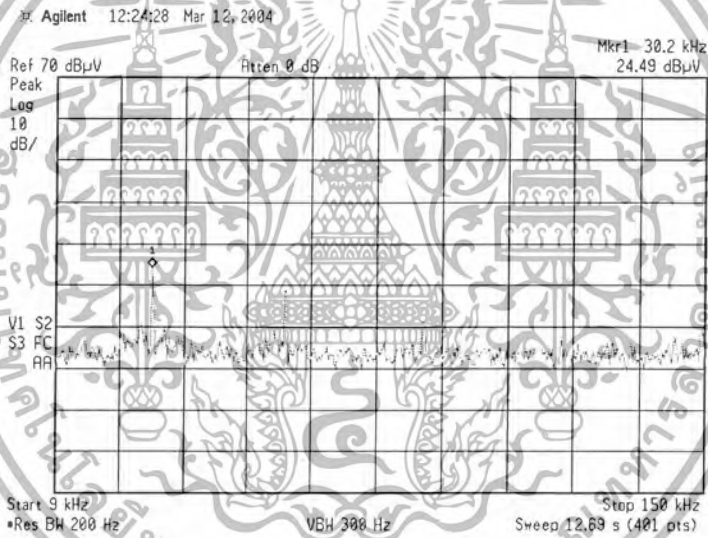 Agilent 12:24:28 Mar 12, 2004
Mkr1 30.2 kHz
Ref 70 dBµV Atten 0 dB 24.49 dBµV
Peak
Log
10
dB/
1
V1 S2
S3 FC
AA
Start 9 kHz Stop 150 kHz
*Res BW 200 Hz VBW 300 Hz Sweep 12.69 s (401 pts)